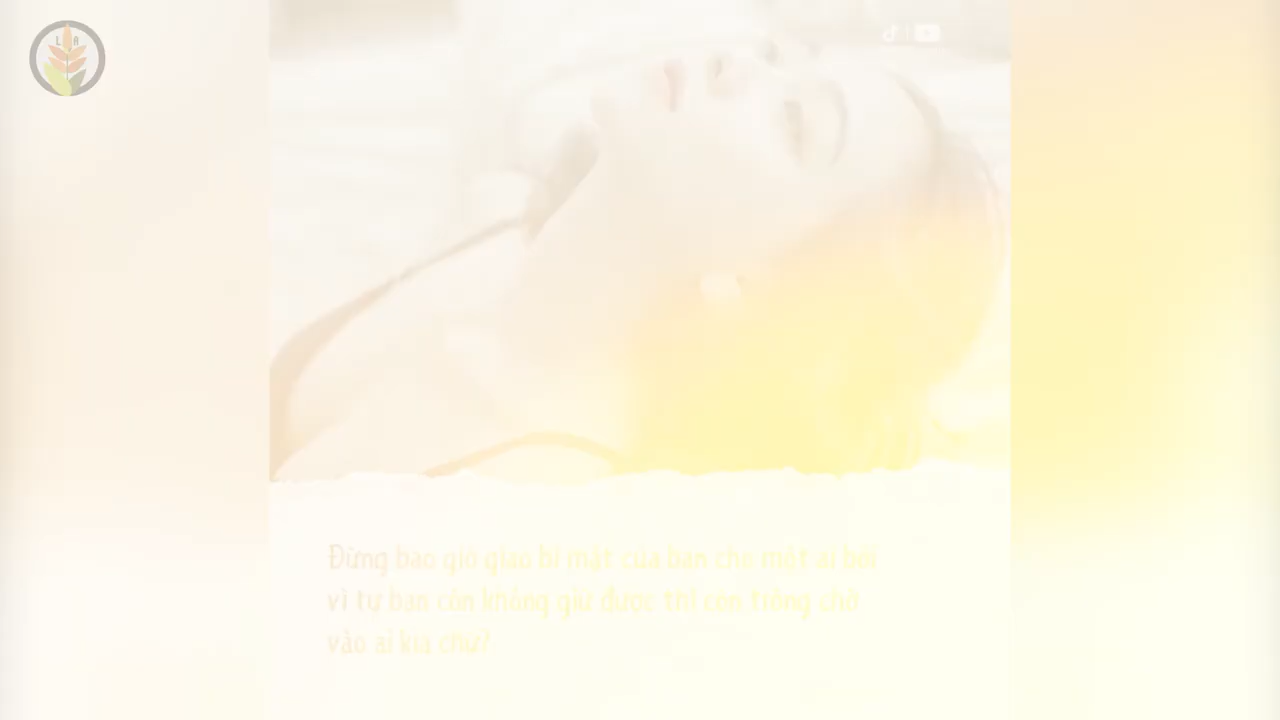 L A
Đừng bao giờ giao bí mật của bạn cho một ai bởi
vì tự bạn còn không giữ được thì còn trông chờ
vào ai kia chứ?